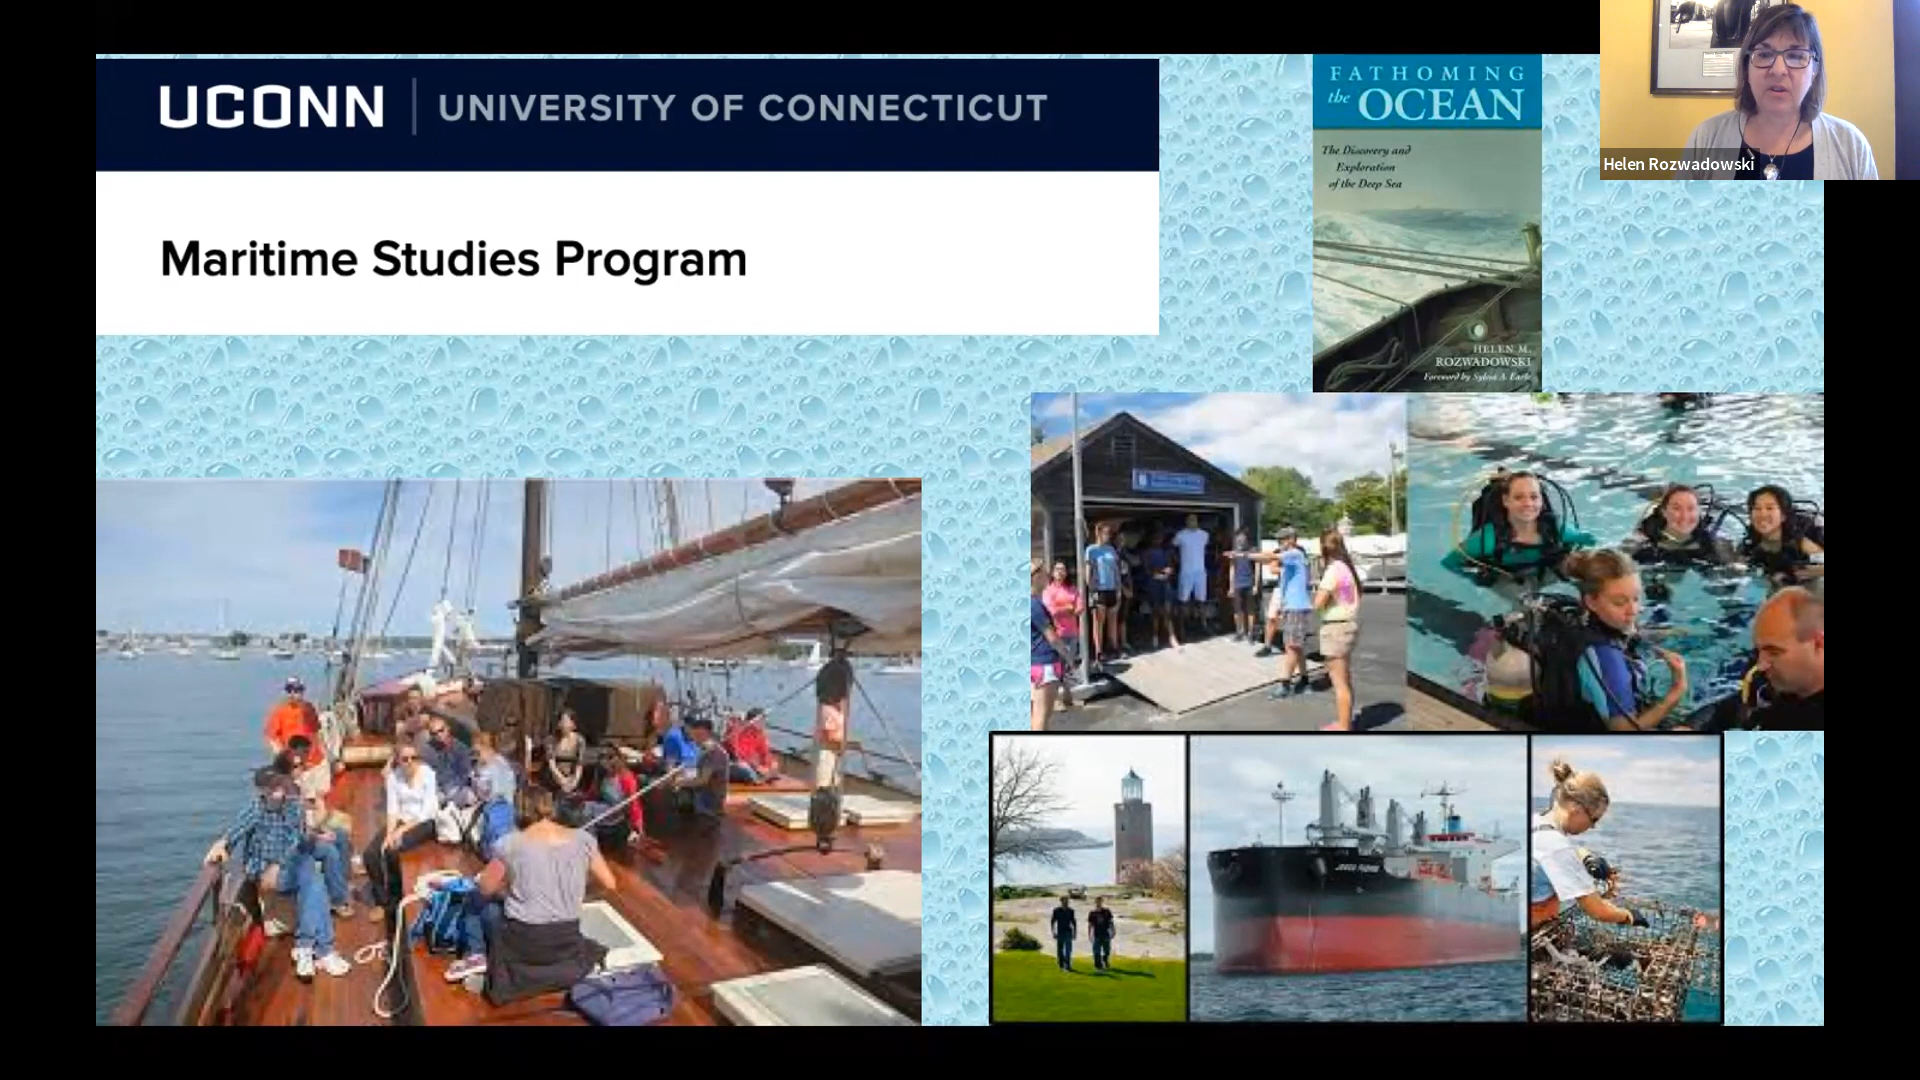 UCONN | UNIVERSITY OF CONNECTICUT
Maritime Studies Program
FATHOMING
the OCEAN
The Discovery and
Exploration
of the Deep Sea
HELEN M.
ROZWADOWSKI
Foreword by Sylvia A. Earle
Helen Rozwadowski